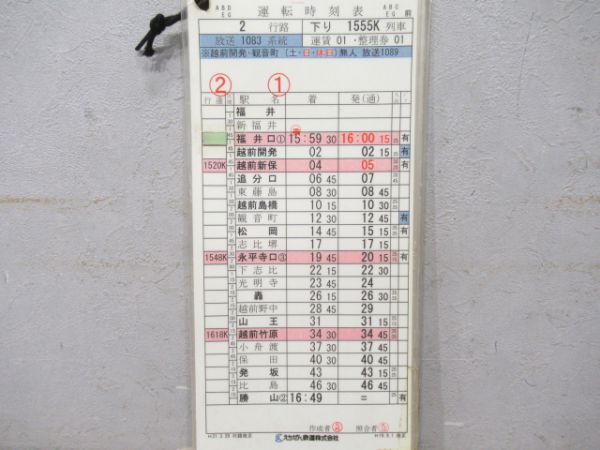 ABD EG 運転時刻表 ABC EG 前
2 行路 下り 1555K 列車
放送 1083 系統 運賃 01・整理券 01
※越前開発・観音町 (土・日・休日) 無人 放送1089
② ①
行違 駅名 着 発(通)
福井
新福井
福井口① 15:59 30 16:00 15 有
越前開発 02 02 15 有
1520K 越前新保 04 05 有
追分口 06 45 07
東藤島 08 30 08 45
越前島橋 10 15 10 30
観音町 12 30 12 45 有
松岡 14 45 15 15 有
志比堺 17 17 15
1548K 永平寺口③ 19 45 20 15 有
下志比 22 15 22 30
光明寺 23 45 24
轟 26 15 26 30
越前野中 28 45 29
山王 31 31 15
1618K 越前竹原 34 30 34 45
小舟渡 37 37 45
保田 40 30 40 45
発坂 43 43 15
比島 46 30 46 45
勝山② 16:49 = 有
作成者 照合者
えちぜん鉄道株式会社